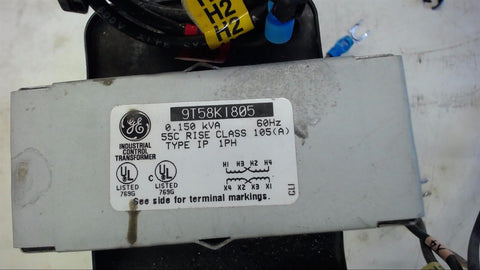 H2
H2
9T58K1805
GE
0.150 kVA 60Hz
55C RISE CLASS 105(A)
TYPE IP 1PH
INDUSTRIAL
CONTROL
TRANSFORMER
UL
LISTED
769G
C UL
LISTED
769G
H1 H3 H2 H4
X4 X2 X3 X1
CLI
See side for terminal markings.